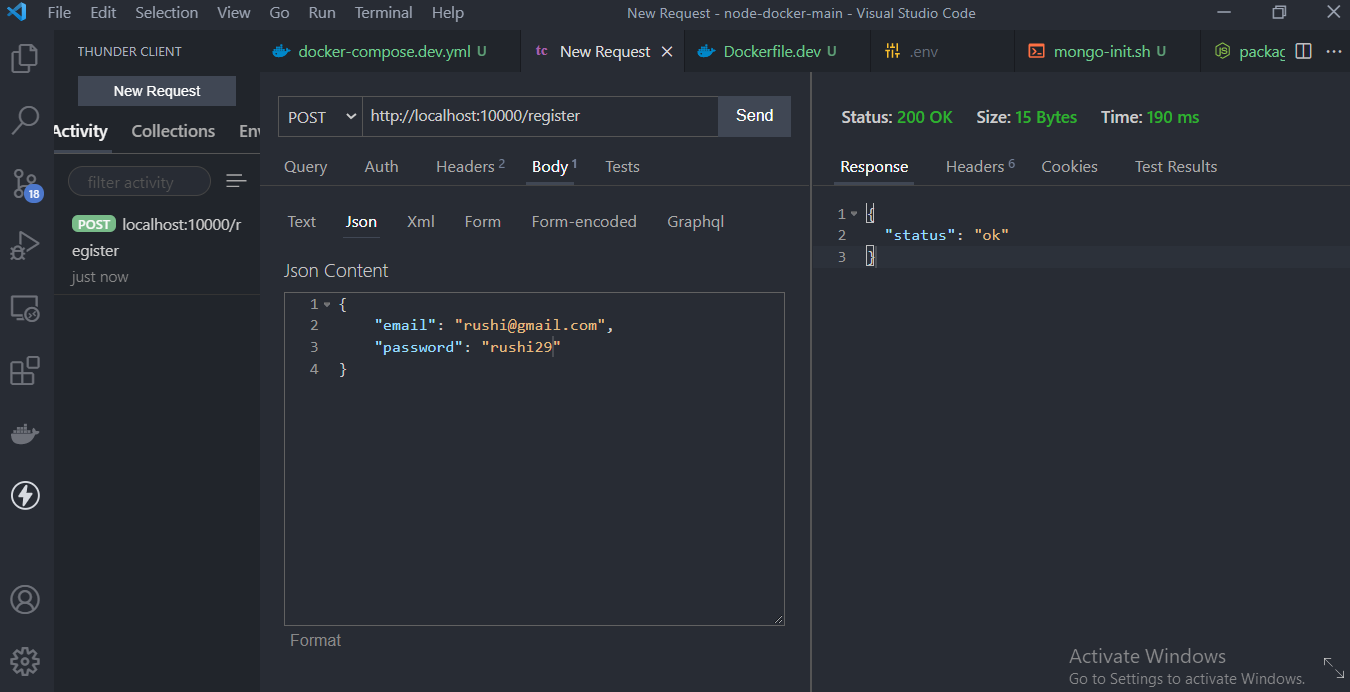 File Edit Selection View Go Run Terminal Help New Request - node-docker-main - Visual Studio Code
THUNDER CLIENT
docker-compose.dev.yml U
tc New Request
Dockerfile.dev U
.env
mongo-init.sh U
JS packag
New Request
Activity Collections Env
filter activity
POST localhost:10000/r
egister
just now
18
POST http://localhost:10000/register Send
Query Auth Headers 2 Body 1 Tests
Text Json Xml Form Form-encoded Graphql
Json Content
1 {
2 "email": "rushi@gmail.com",
3 "password": "rushi29"
4 }
Format
Status: 200 OK Size: 15 Bytes Time: 190 ms
Response Headers 6 Cookies Test Results
1 {
2 "status": "ok"
3 }
Activate Windows
Go to Settings to activate Windows.